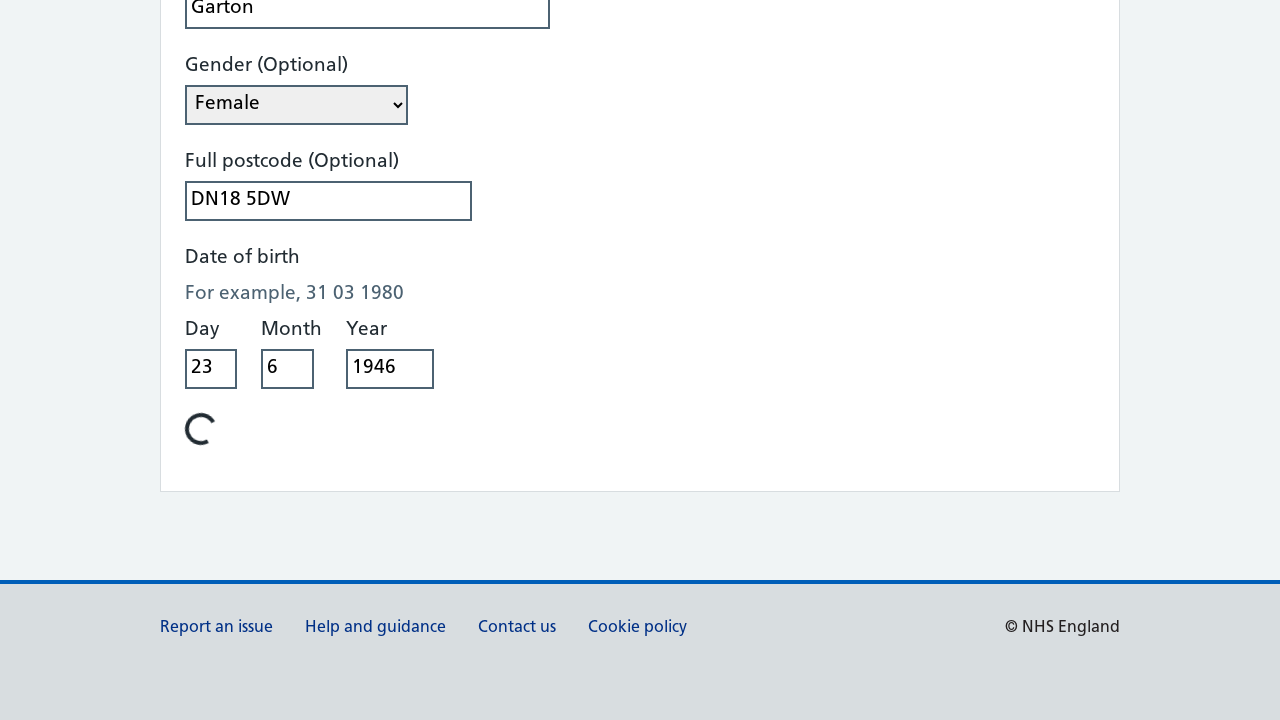 Garton
Gender (Optional)
Female
Full postcode (Optional)
DN18 5DW
Date of birth
For example, 31 03 1980
Day Month Year
23 6 1946
Report an issue Help and guidance Contact us Cookie policy © NHS England